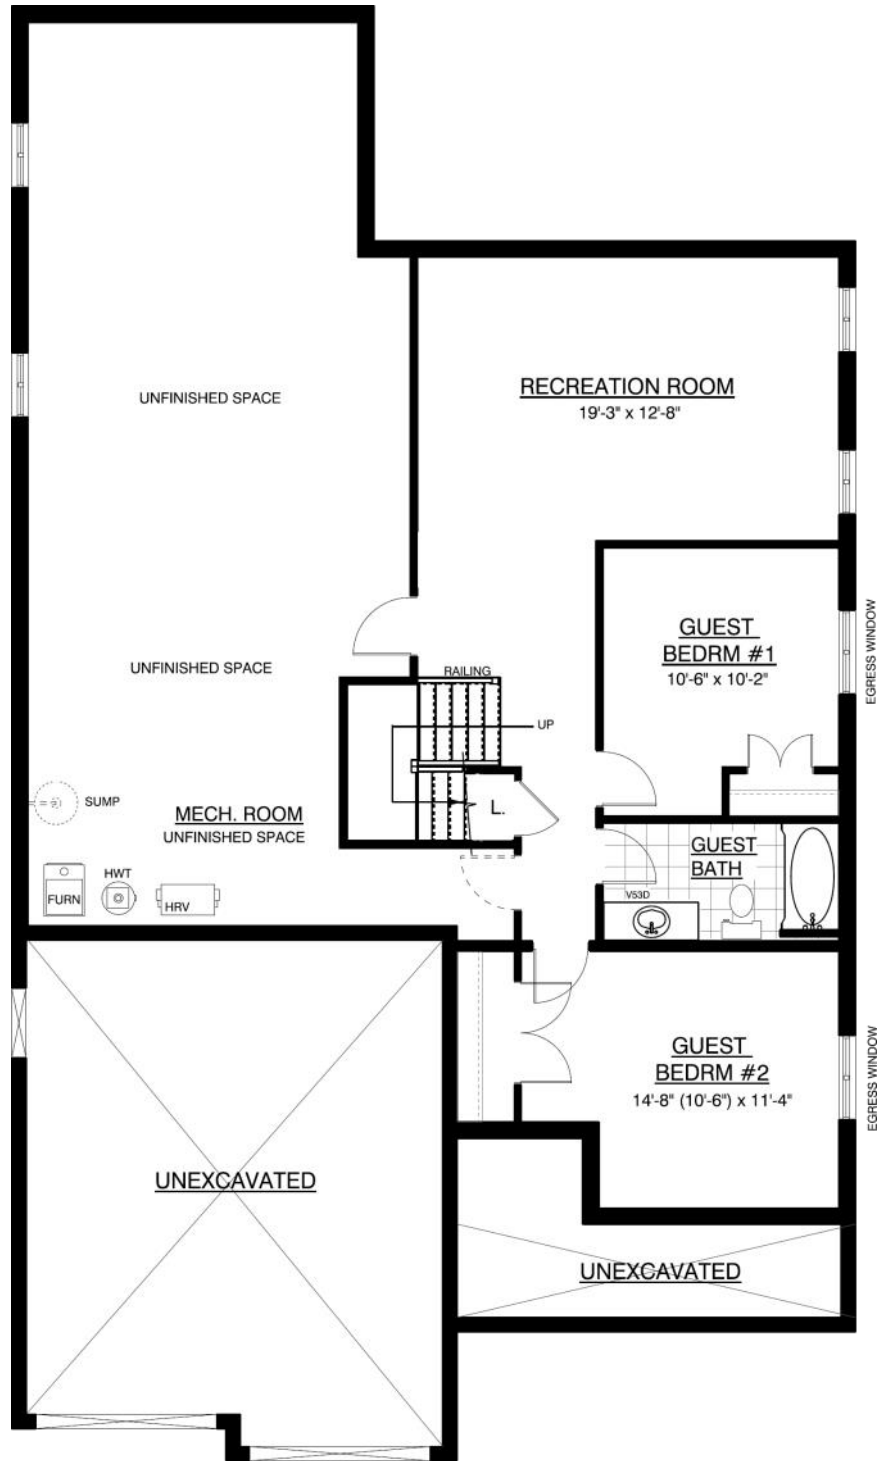 UNFINISHED SPACE
RECREATION ROOM
19'-3" x 12'-8"
GUEST
BEDRM #1
10'-6" x 10'-2"
EGRESS WINDOW
UNFINISHED SPACE
RAILING
UP
SUMP
MECH. ROOM
UNFINISHED SPACE
L.
GUEST
BATH
HWT
FURN
HRV
V53D
GUEST
BEDRM #2
14'-8" (10'-6") x 11'-4"
EGRESS WINDOW
UNEXCAVATED
UNEXCAVATED